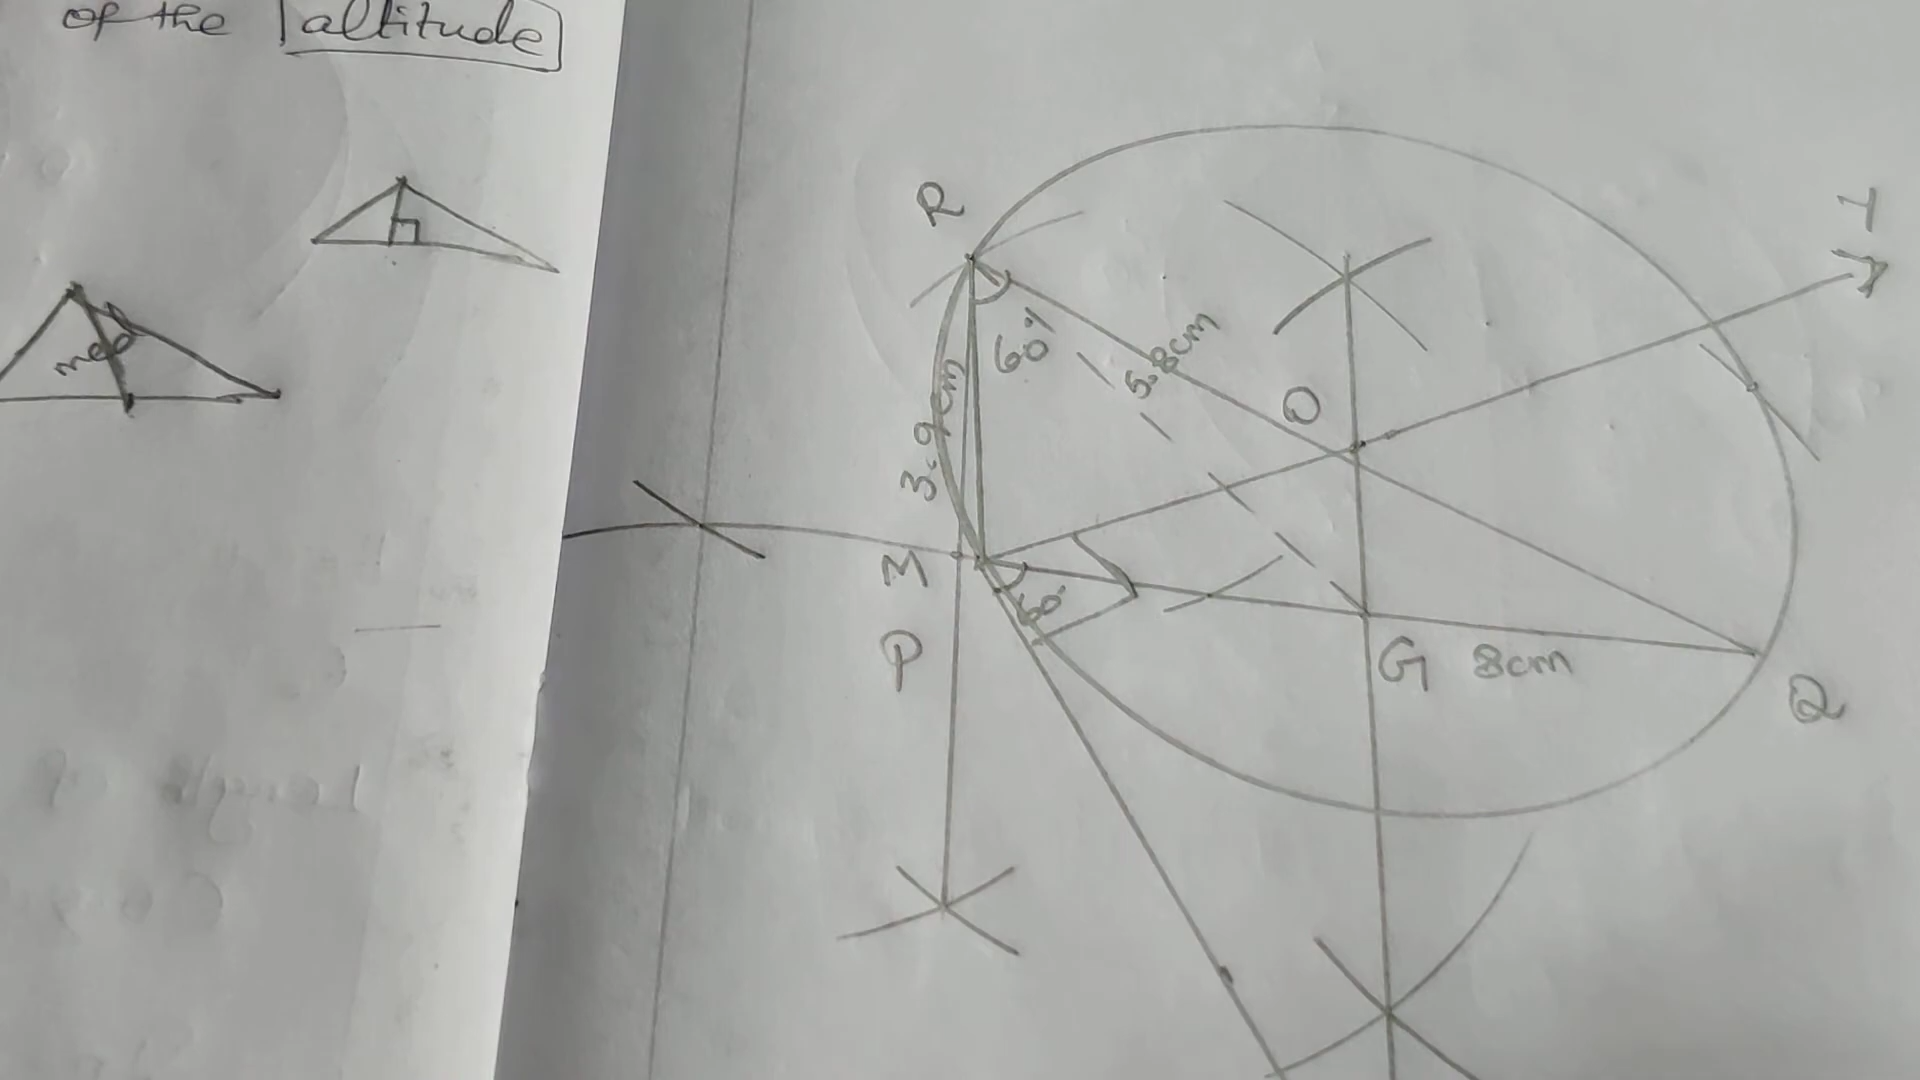 of the altitude
med
R
T
60°
5.8cm
O
3.9cm
M
60°
P
G 8cm
Q